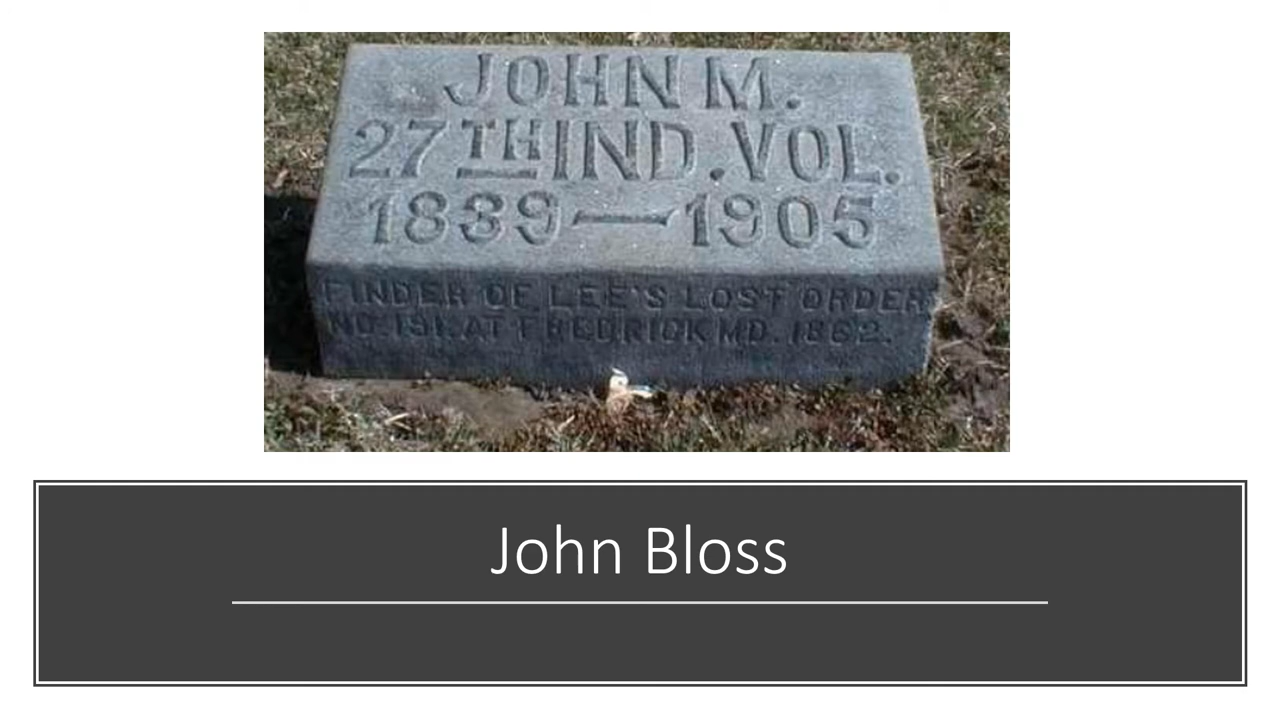 JOHN M.
27TH IND. VOL.
1839—1905
FINDER OF LEE'S LOST ORDER
NO. 191. AT FREDRICK MD. 1862.
John Bloss